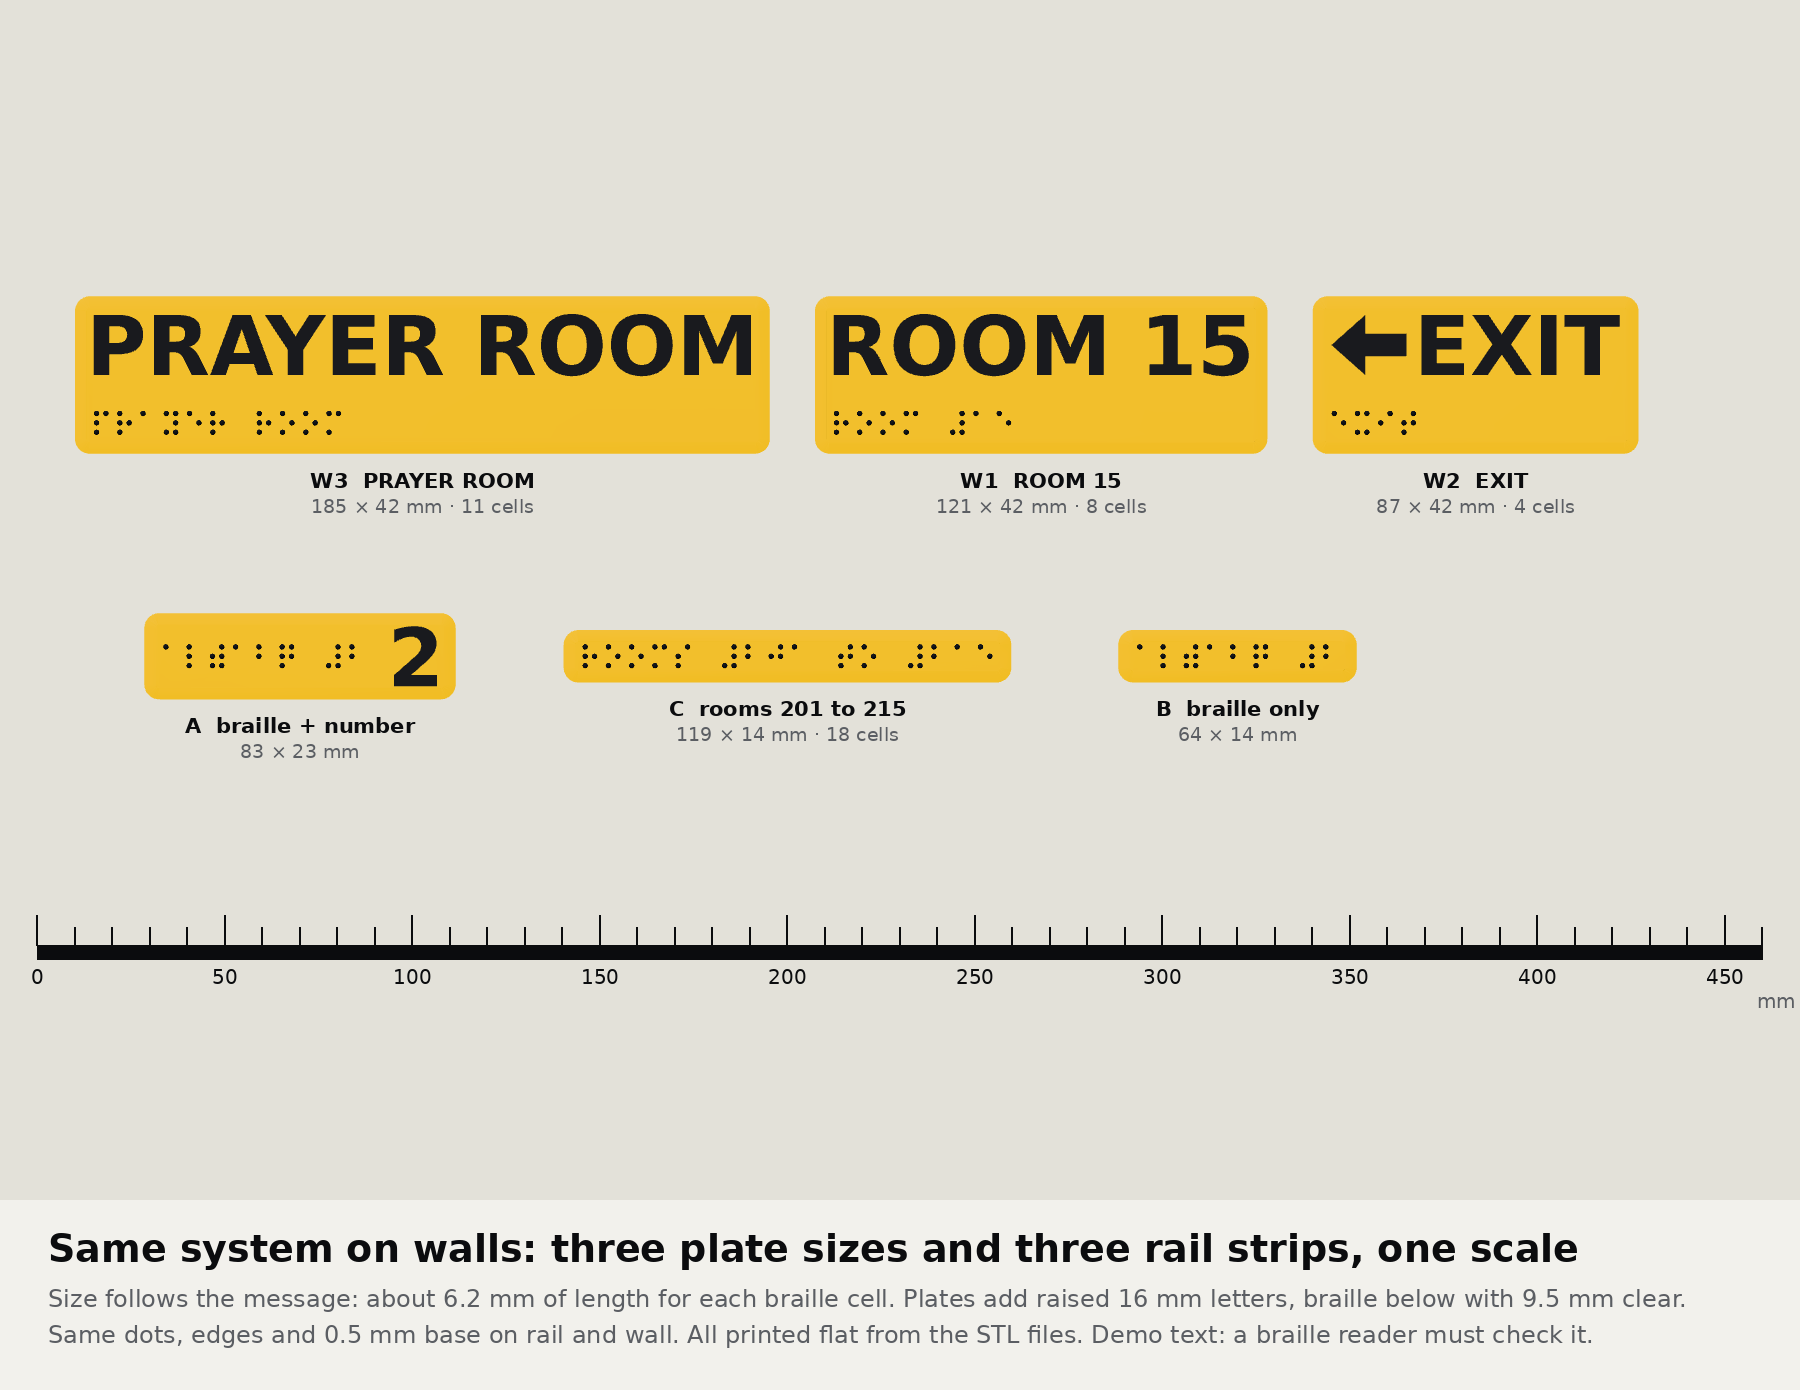 PRAYER ROOM
⠏⠗⠁⠽⠑⠗ ⠗⠕⠕⠍
W3 PRAYER ROOM
185 × 42 mm · 11 cells
ROOM 15
⠗⠕⠕⠍ ⠼⠁⠑
W1 ROOM 15
121 × 42 mm · 8 cells
EXIT
⠑⠭⠊⠞
W2 EXIT
87 × 42 mm · 4 cells
2
A braille + number
83 × 23 mm
C rooms 201 to 215
119 × 14 mm · 18 cells
B braille only
64 × 14 mm
0 50 100 150 200 250 300 350 400 450
mm
Same system on walls: three plate sizes and three rail strips, one scale
Size follows the message: about 6.2 mm of length for each braille cell. Plates add raised 16 mm letters, braille below with 9.5 mm clear.
Same dots, edges and 0.5 mm base on rail and wall. All printed flat from the STL files. Demo text: a braille reader must check it.